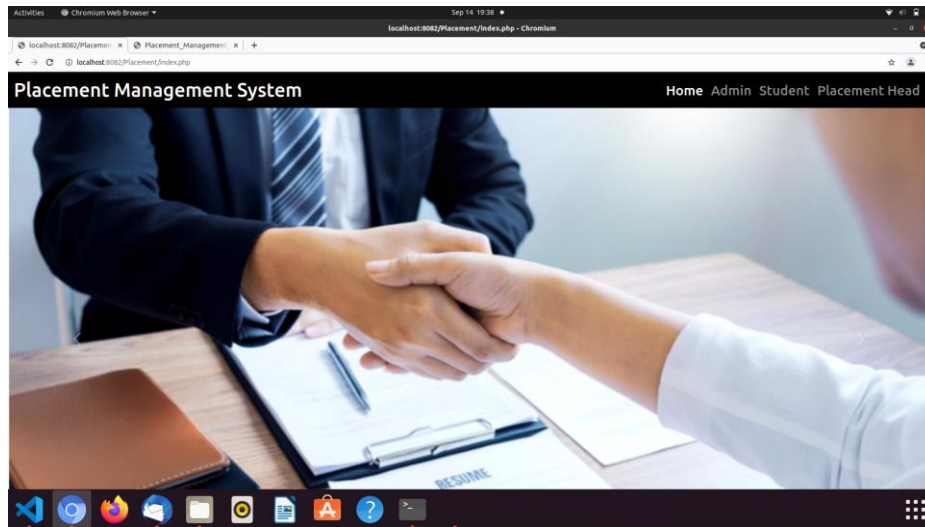 Activities Chromium Web Browser Sep 14 19:38
localhost:8082/Placement/index.php - Chromium
localhost:8082/Placemen Placement_Management
localhost:8082/Placement/index.php
Placement Management System Home Admin Student Placement Head
RESUME